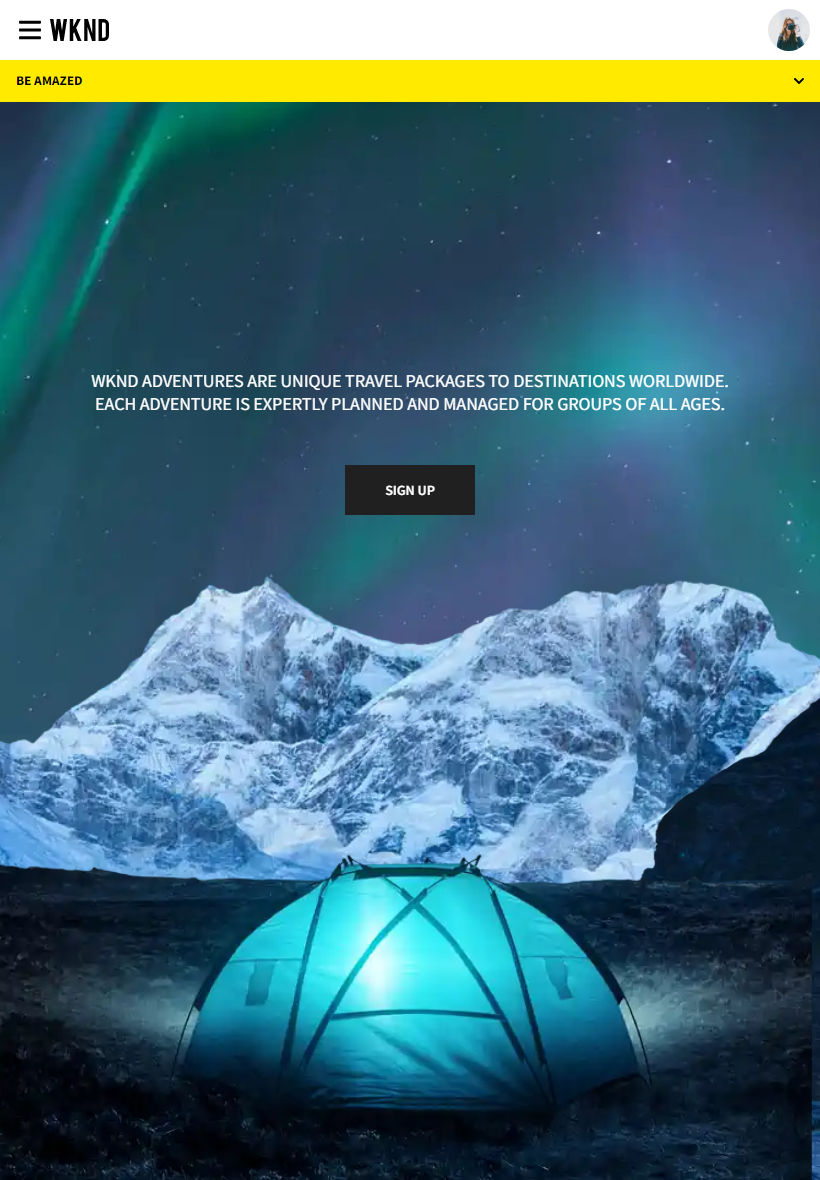 WKND
BE AMAZED
WKND ADVENTURES ARE UNIQUE TRAVEL PACKAGES TO DESTINATIONS WORLDWIDE.
EACH ADVENTURE IS EXPERTLY PLANNED AND MANAGED FOR GROUPS OF ALL AGES.
SIGN UP